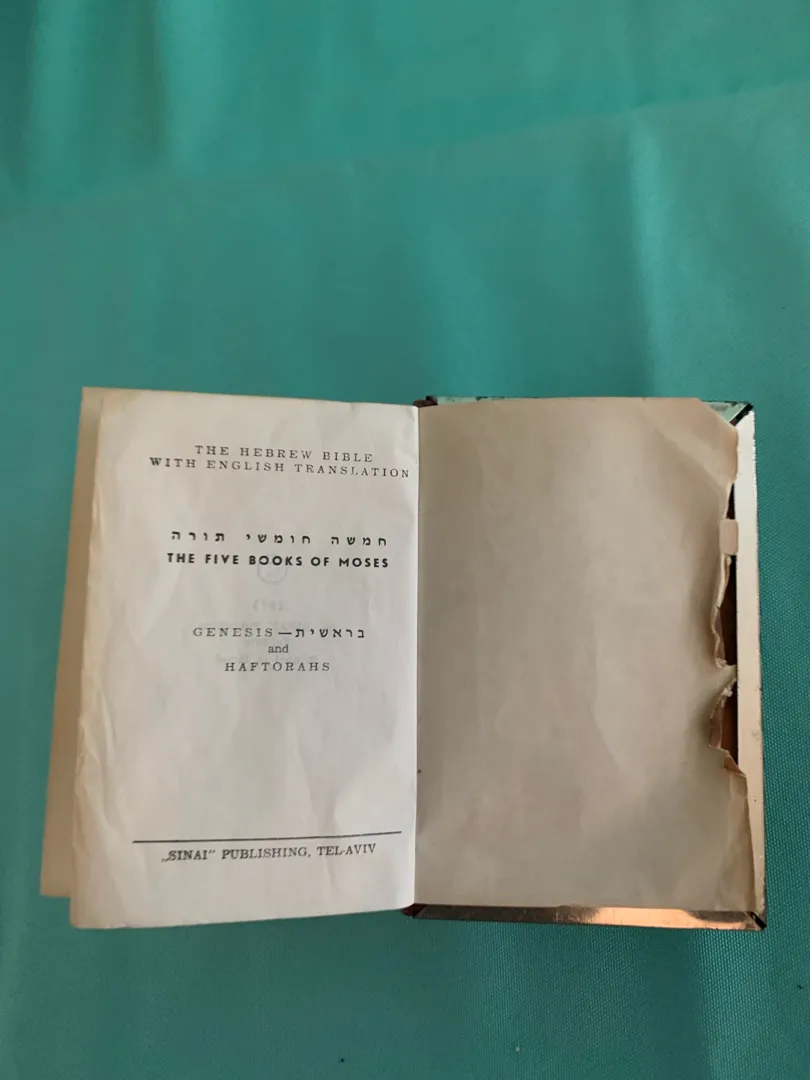 THE HEBREW BIBLE
WITH ENGLISH TRANSLATION
חמשה חומשי תורה
THE FIVE BOOKS OF MOSES
GENESIS — בראשית
and
HAFTORAHS
„SINAI” PUBLISHING, TEL-AVIV